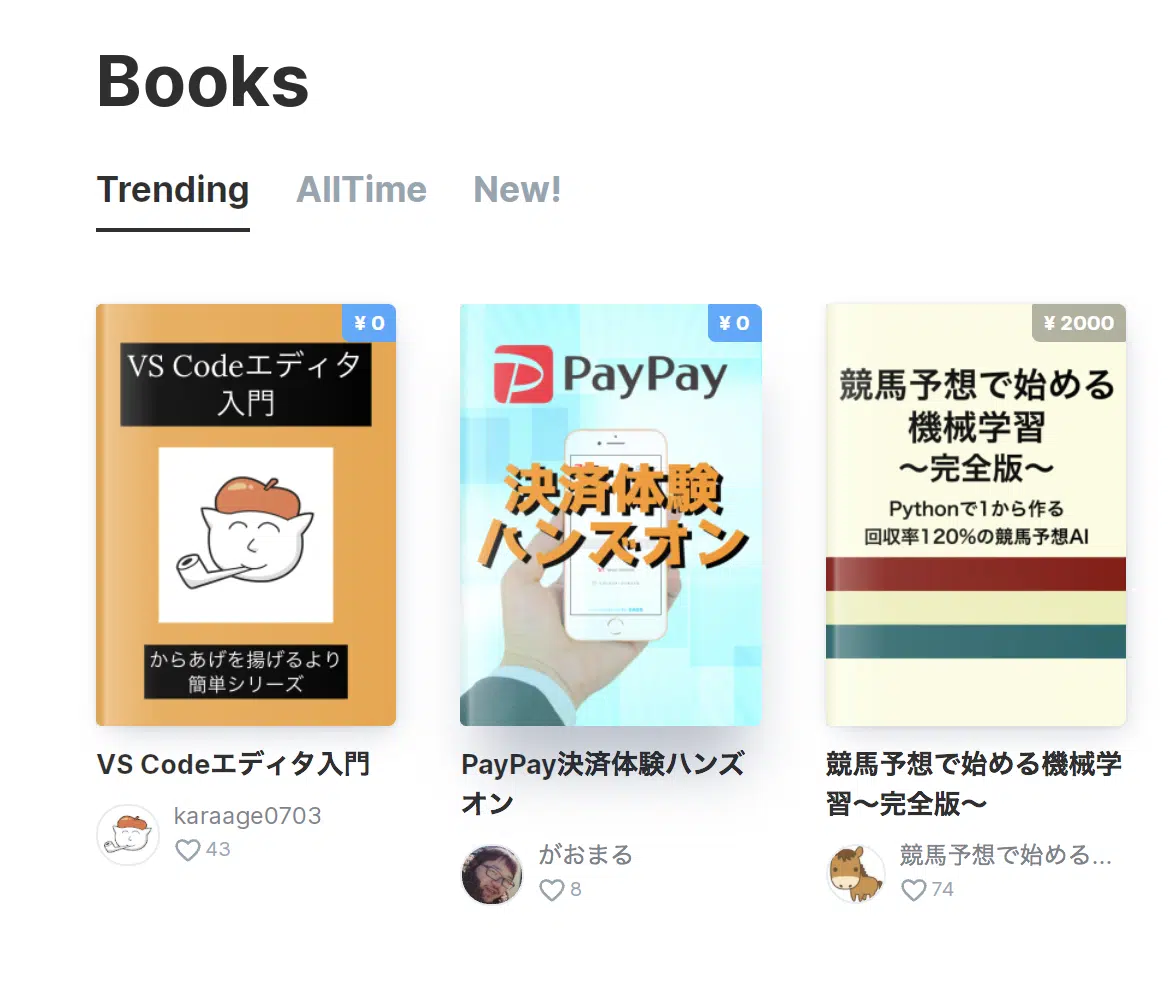 Books
Trending AllTime New!
¥ 0
VS Codeエディタ
入門
からあげを揚げるより
簡単シリーズ
VS Codeエディタ入門
karaage0703
43
¥ 0
PayPay
決済体験
ハンズオン
PayPay決済体験ハンズ
オン
がおまる
8
¥ 2000
競馬予想で始める
機械学習
〜完全版〜
Pythonで1から作る
回収率120%の競馬予想AI
競馬予想で始める機械学
習〜完全版〜
競馬予想で始める...
74